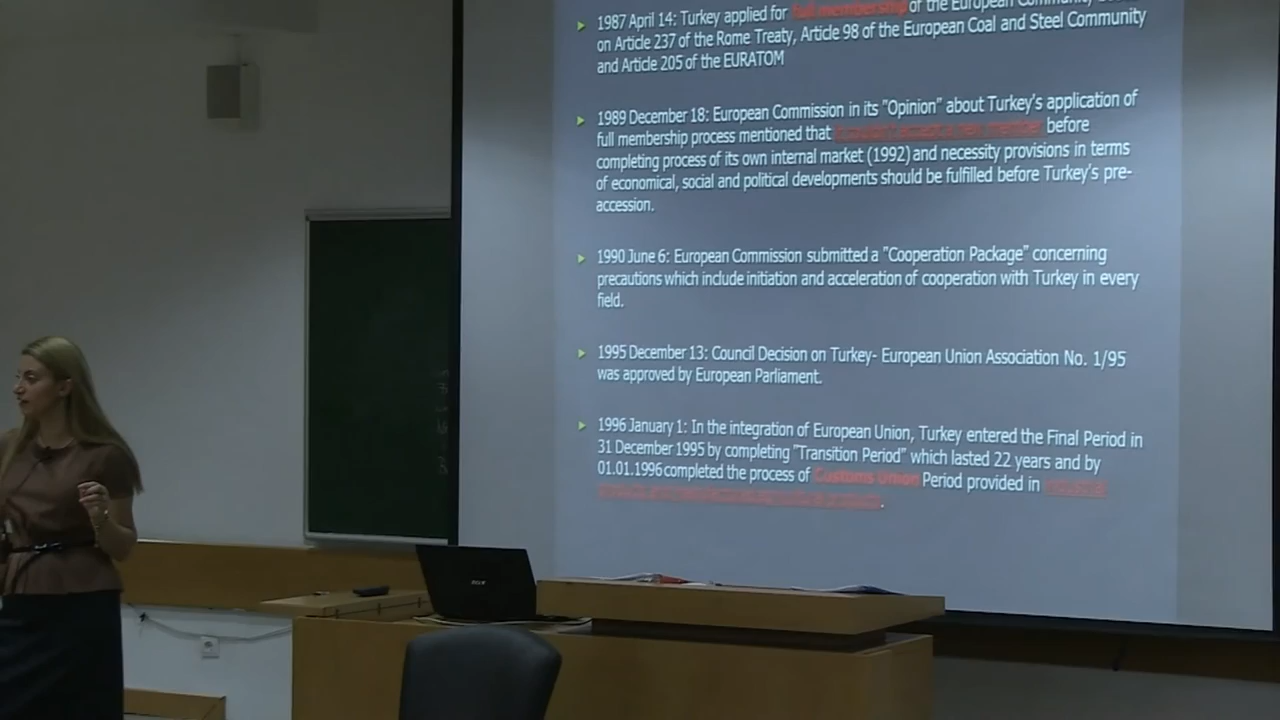 1987 April 14: Turkey applied for full membership of the European Community
on Article 237 of the Rome Treaty, Article 98 of the European Coal and Steel Community
and Article 205 of the EURATOM
1989 December 18: European Commission in its "Opinion" about Turkey's application of
full membership process mentioned that it couldn't accept a new member before
completing process of its own internal market (1992) and necessity provisions in terms
of economical, social and political developments should be fulfilled before Turkey's pre-
accession.
1990 June 6: European Commission submitted a "Cooperation Package" concerning
precautions which include initiation and acceleration of cooperation with Turkey in every
field.
1995 December 13: Council Decision on Turkey- European Union Association No. 1/95
was approved by European Parliament.
1996 January 1: In the integration of European Union, Turkey entered the Final Period in
31 December 1995 by completing "Transition Period" which lasted 22 years and by
01.01.1996 completed the process of Customs Union Period provided in
acer